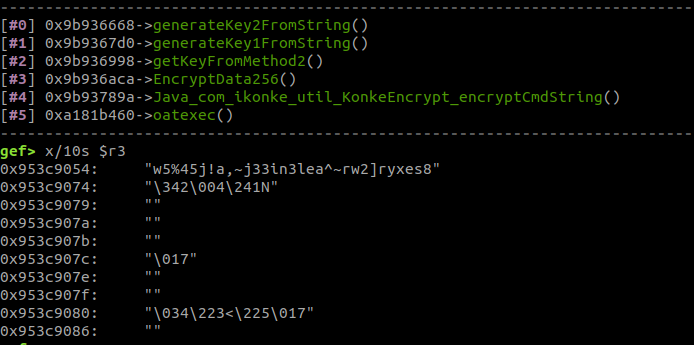 [#0] 0x9b936668->generateKey2FromString()
[#1] 0x9b9367d0->generateKey1FromString()
[#2] 0x9b936998->getKeyFromMethod2()
[#3] 0x9b936aca->EncryptData256()
[#4] 0x9b93789a->Java_com_ikonke_util_KonkeEncrypt_encryptCmdString()
[#5] 0xa181b460->oatexec()
gef> x/10s $r3
0x953c9054: "w5%45j!a,~j33in3lea^~rw2]ryxes8"
0x953c9074: "\342\004\241N"
0x953c9079: ""
0x953c907a: ""
0x953c907b: ""
0x953c907c: "\017"
0x953c907e: ""
0x953c907f: ""
0x953c9080: "\034\223<\225\017"
0x953c9086: ""